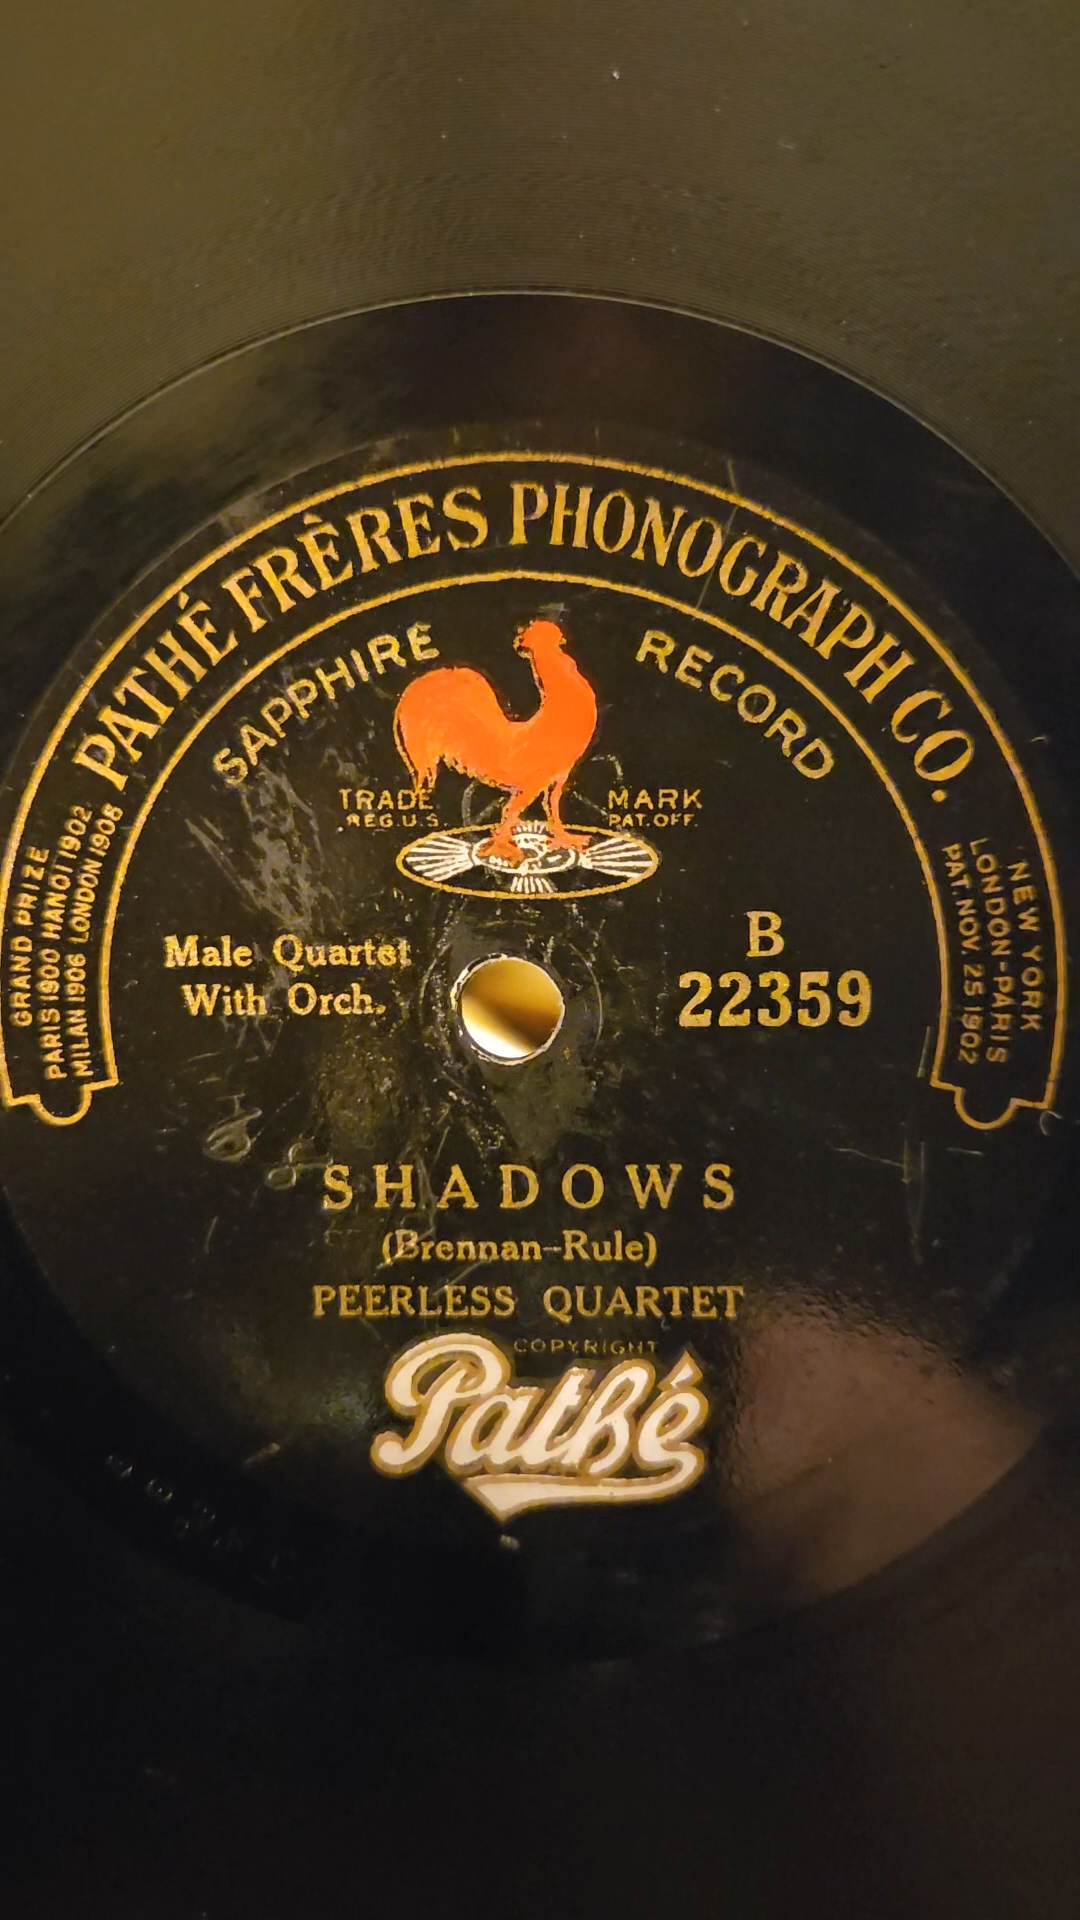 PATHÉ FRÈRES PHONOGRAPH CO.
GRAND PRIZE
PARIS 1900 HANOI 1902
MILAN 1906 LONDON 1908
NEW YORK
LONDON-PARIS
PAT NOV. 25 1902
SAPPHIRE RECORD
TRADE MARK
REG.U.S. PAT.OFF.
Male Quartet
With Orch.
B
22359
SHADOWS
(Brennan-Rule)
PEERLESS QUARTET
COPYRIGHT
Pathé